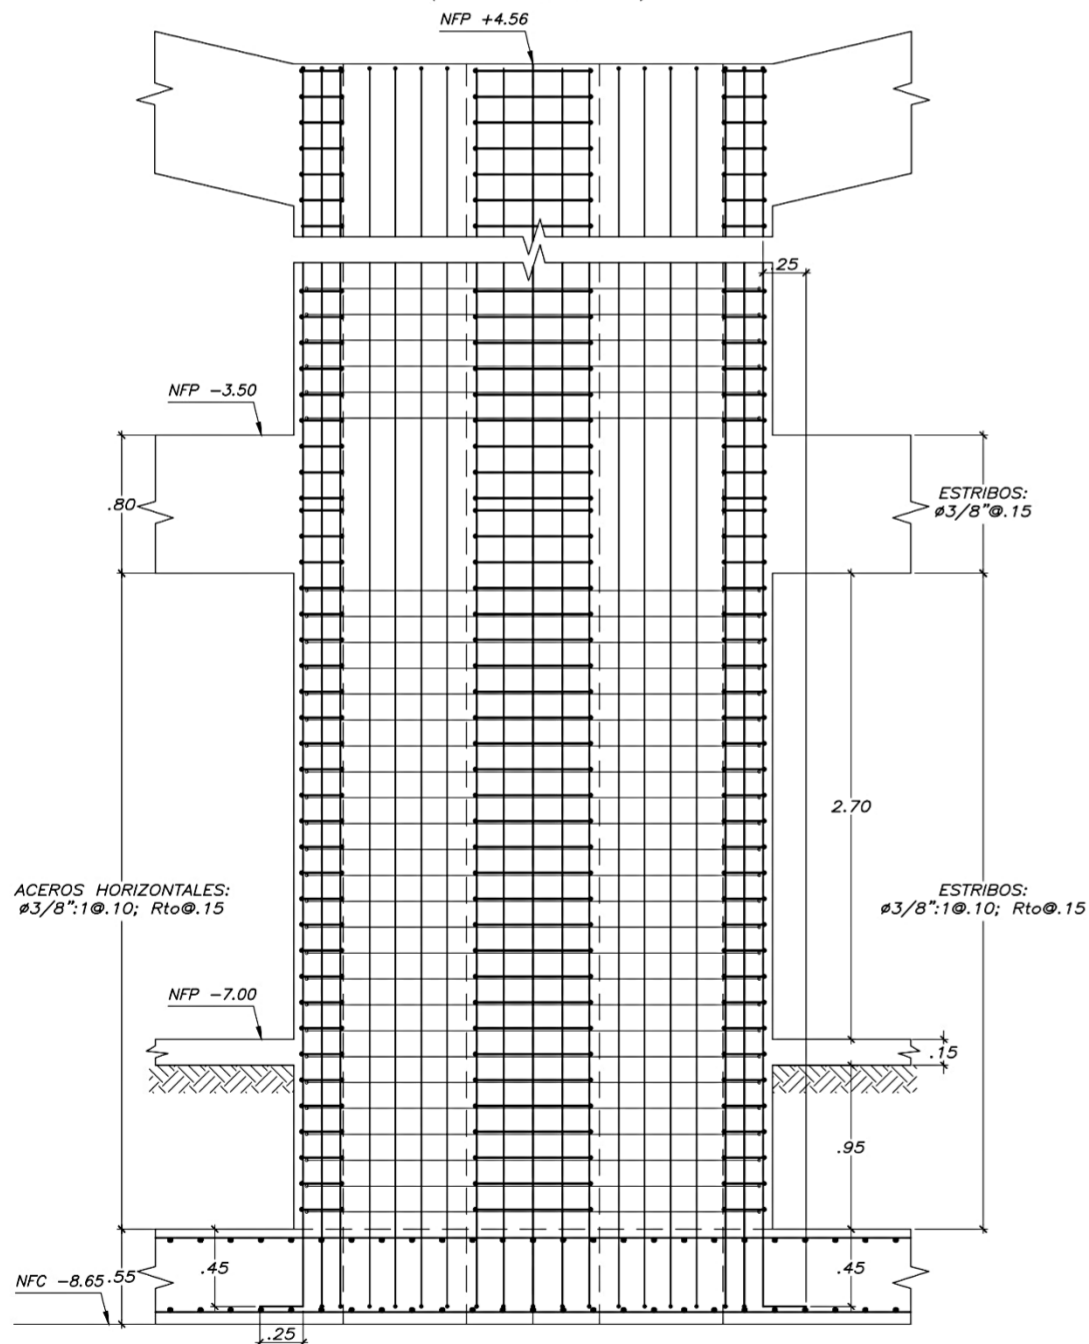 NFP +4.56
.25
NFP -3.50
.80
ESTRIBOS:
ø3/8"@.15
2.70
ACEROS HORIZONTALES:
ø3/8":1@.10; Rto@.15
ESTRIBOS:
ø3/8":1@.10; Rto@.15
NFP -7.00
.15
.95
.45
.45
NFC -8.65
.55
.25